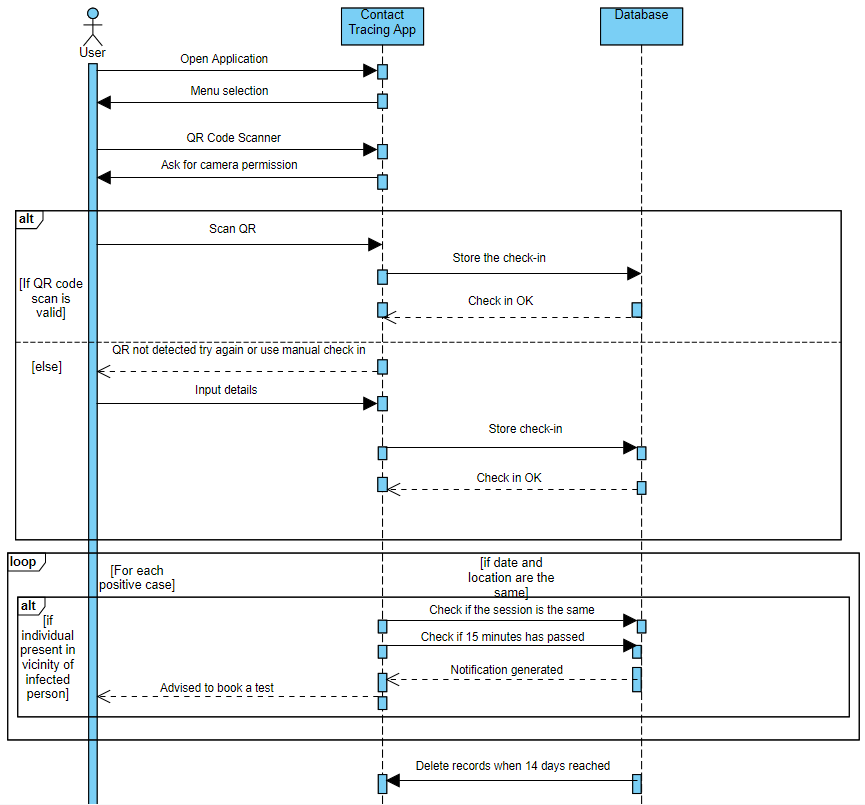 Contact
Tracing App
Database
User
Open Application
Menu selection
QR Code Scanner
Ask for camera permission
alt
Scan QR
Store the check-in
[If QR code
scan is
valid]
Check in OK
QR not detected try again or use manual check in
[else]
Input details
Store check-in
Check in OK
loop
[For each
positive case]
[if date and
location are the
same]
alt
[if
individual
present in
vicinity of
infected
person]
Check if the session is the same
Check if 15 minutes has passed
Notification generated
Advised to book a test
Delete records when 14 days reached